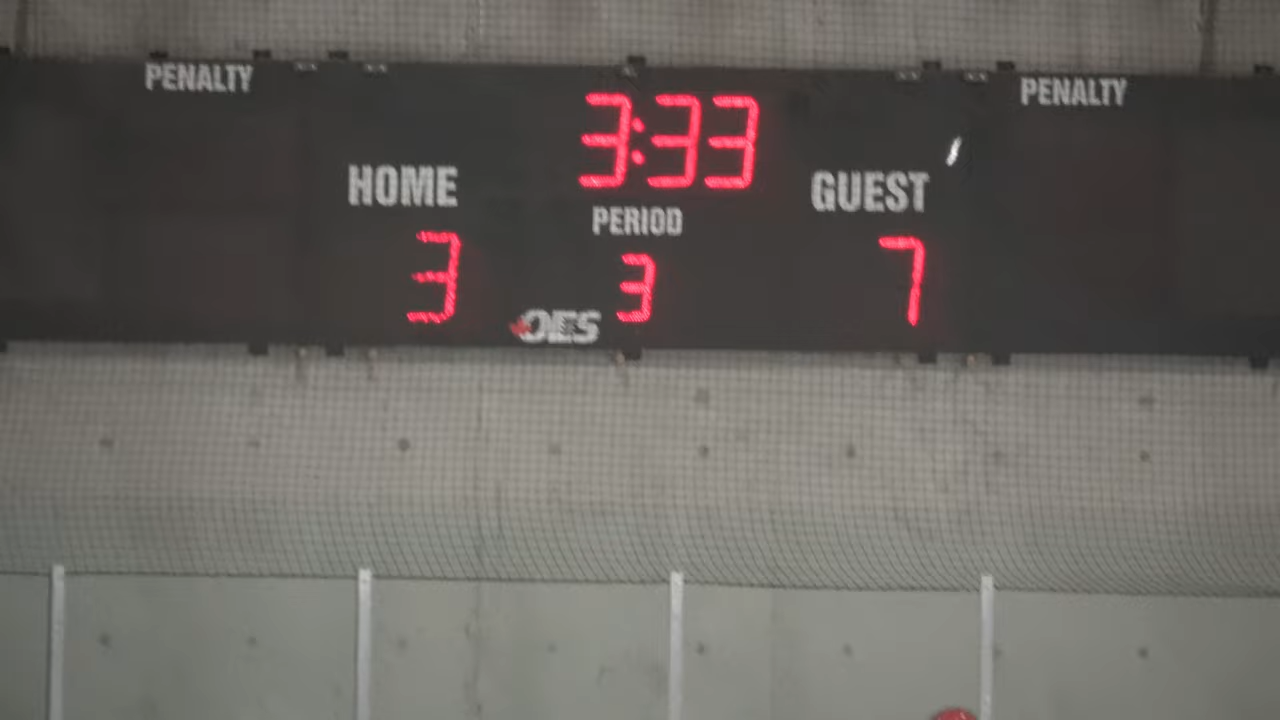 PENALTY
3:33
PENALTY
HOME
GUEST
PERIOD
3
3
7
OES